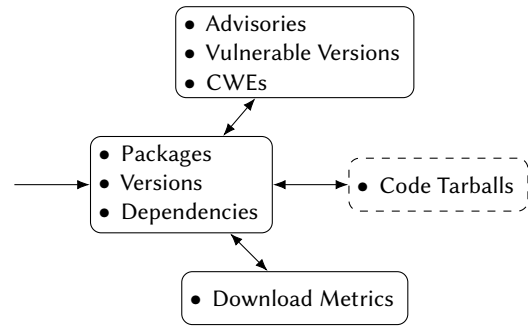 • Advisories
• Vulnerable Versions
• CWEs
• Packages
• Versions
• Dependencies
• Code Tarballs
• Download Metrics